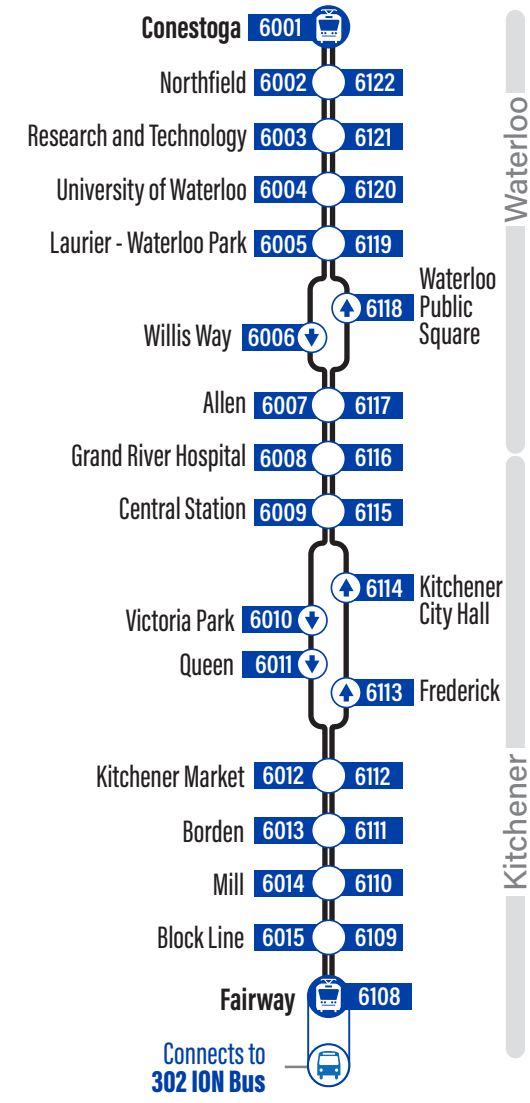 Conestoga 6001
Northfield 6002 6122
Research and Technology 6003 6121
University of Waterloo 6004 6120
Laurier - Waterloo Park 6005 6119
Waterloo
6118 Public
Square
Willis Way 6006
Allen 6007 6117
Grand River Hospital 6008 6116
Central Station 6009 6115
6114 Kitchener
City Hall
Victoria Park 6010
Queen 6011
6113 Frederick
Kitchener Market 6012 6112
Borden 6013 6111
Mill 6014 6110
Block Line 6015 6109
Fairway 6108
Connects to
302 ION Bus
Waterloo
Kitchener